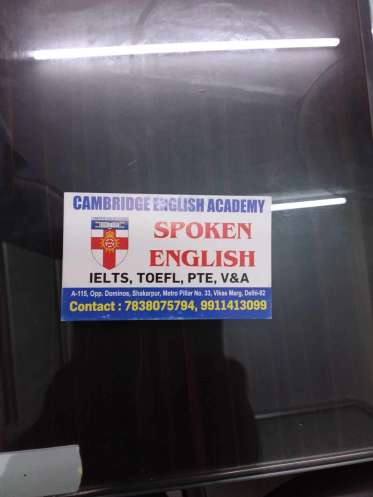 CAMBRIDGE ENGLISH ACADEMY
SPOKEN
ENGLISH
IELTS, TOEFL, PTE, V&A
A-115, Opp. Dominos, Shakarpur, Metro Pillar No. 33, Vikas Marg, Delhi-92
Contact : 7838075794, 9911413099